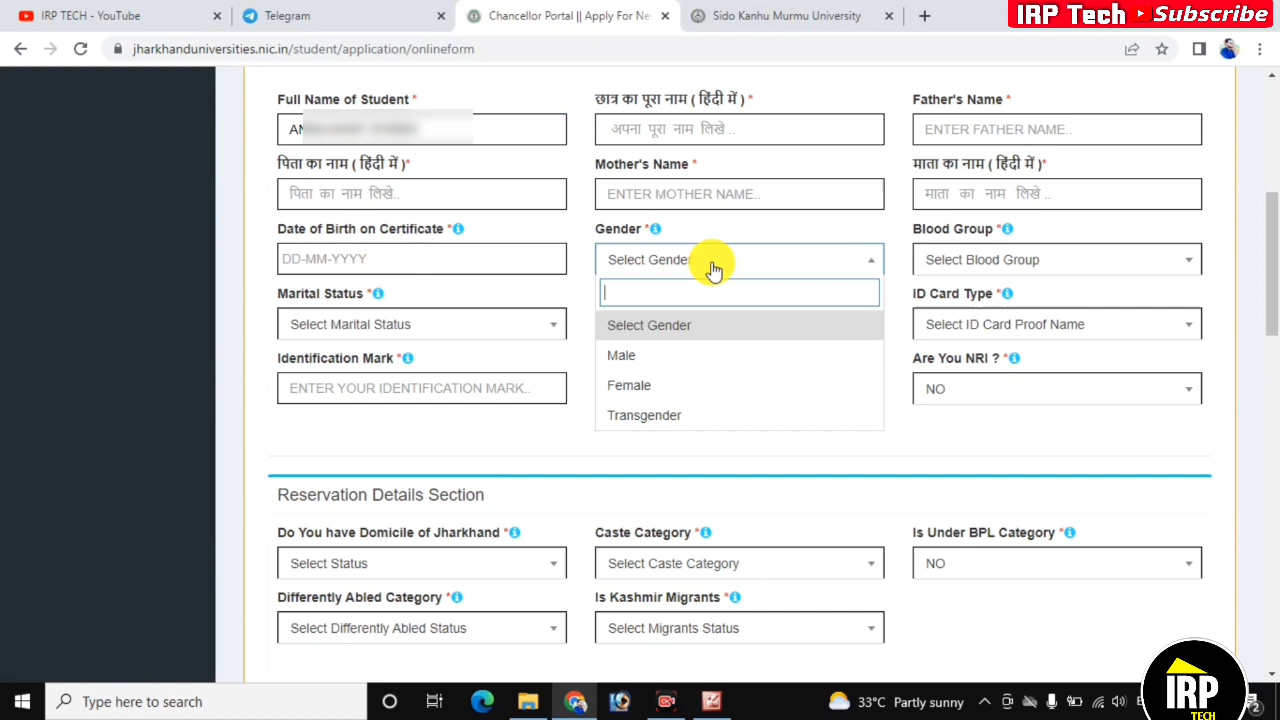 IRP TECH - YouTube
Telegram
Chancellor Portal || Apply For Ne
Sido Kanhu Murmu University
IRP Tech Subscribe
jharkhanduniversities.nic.in/student/application/onlineform
Full Name of Student *
छात्र का पूरा नाम ( हिंदी में ) *
Father's Name *
AN
अपना पूरा नाम लिखे ..
ENTER FATHER NAME..
पिता का नाम ( हिंदी में )*
Mother's Name *
माता का नाम ( हिंदी में )*
पिता का नाम लिखे..
ENTER MOTHER NAME..
माता का नाम लिखे ..
Date of Birth on Certificate *
Gender *
Blood Group *
DD-MM-YYYY
Select Gender
Select Blood Group
Marital Status *
ID Card Type *
Select Marital Status
Select Gender
Select ID Card Proof Name
Identification Mark *
Male
Are You NRI ? *
ENTER YOUR IDENTIFICATION MARK..
Female
NO
Transgender
Reservation Details Section
Do You have Domicile of Jharkhand *
Caste Category *
Is Under BPL Category *
Select Status
Select Caste Category
NO
Differently Abled Category *
Is Kashmir Migrants *
Select Differently Abled Status
Select Migrants Status
Type here to search
33°C Partly sunny
IRP
TECH
2